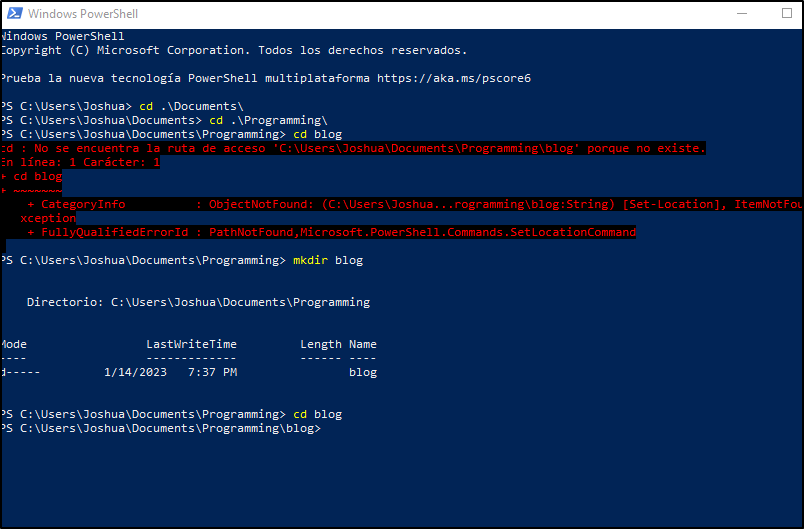 Windows PowerShell
Windows PowerShell
Copyright (C) Microsoft Corporation. Todos los derechos reservados.
Prueba la nueva tecnología PowerShell multiplataforma https://aka.ms/pscore6
PS C:\Users\Joshua> cd .\Documents\
PS C:\Users\Joshua\Documents> cd .\Programming\
PS C:\Users\Joshua\Documents\Programming> cd blog
cd : No se encuentra la ruta de acceso 'C:\Users\Joshua\Documents\Programming\blog' porque no existe.
En línea: 1 Carácter: 1
+ cd blog
+ ~~~~~~~
+ CategoryInfo          : ObjectNotFound: (C:\Users\Joshua...rogramming\blog:String) [Set-Location], ItemNotFou
xception
+ FullyQualifiedErrorId : PathNotFound,Microsoft.PowerShell.Commands.SetLocationCommand
PS C:\Users\Joshua\Documents\Programming> mkdir blog
Directorio: C:\Users\Joshua\Documents\Programming
Mode                 LastWriteTime         Length Name
----                 -------------         ------ ----
d-----        1/14/2023   7:37 PM                blog
PS C:\Users\Joshua\Documents\Programming> cd blog
PS C:\Users\Joshua\Documents\Programming\blog>